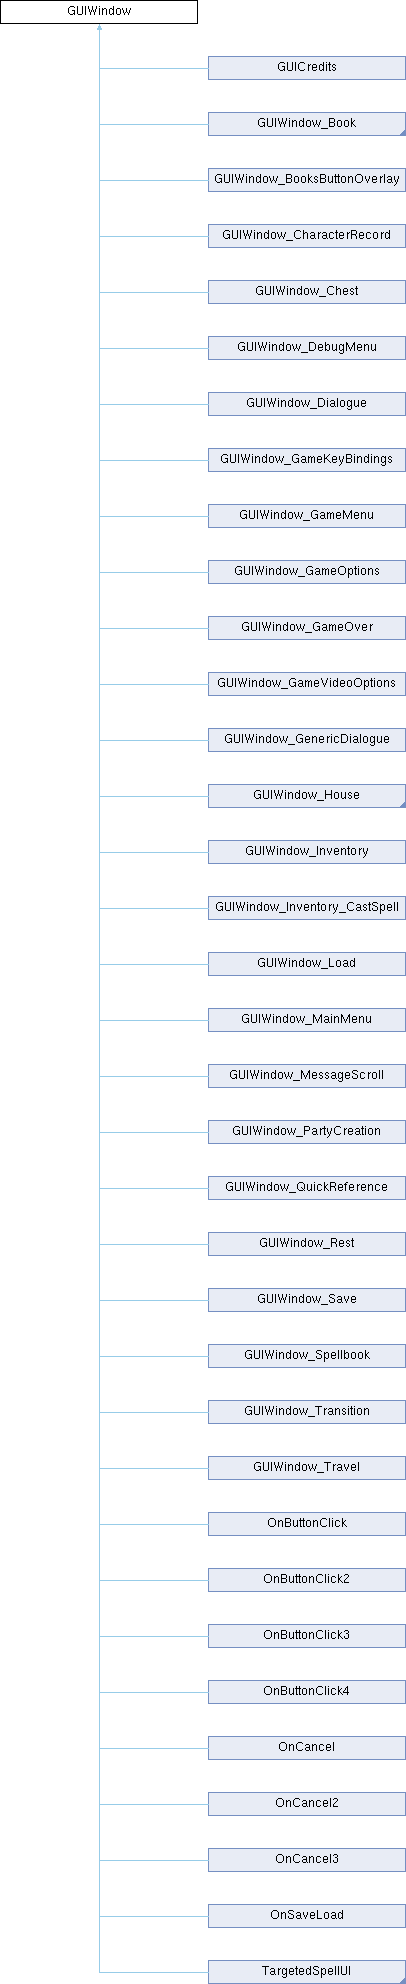 GUIWindow
GUICredits
GUIWindow_Book
GUIWindow_BooksButtonOverlay
GUIWindow_CharacterRecord
GUIWindow_Chest
GUIWindow_DebugMenu
GUIWindow_Dialogue
GUIWindow_GameKeyBindings
GUIWindow_GameMenu
GUIWindow_GameOptions
GUIWindow_GameOver
GUIWindow_GameVideoOptions
GUIWindow_GenericDialogue
GUIWindow_House
GUIWindow_Inventory
GUIWindow_Inventory_CastSpell
GUIWindow_Load
GUIWindow_MainMenu
GUIWindow_MessageScroll
GUIWindow_PartyCreation
GUIWindow_QuickReference
GUIWindow_Rest
GUIWindow_Save
GUIWindow_Spellbook
GUIWindow_Transition
GUIWindow_Travel
OnButtonClick
OnButtonClick2
OnButtonClick3
OnButtonClick4
OnCancel
OnCancel2
OnCancel3
OnSaveLoad
TargetedSpellUI